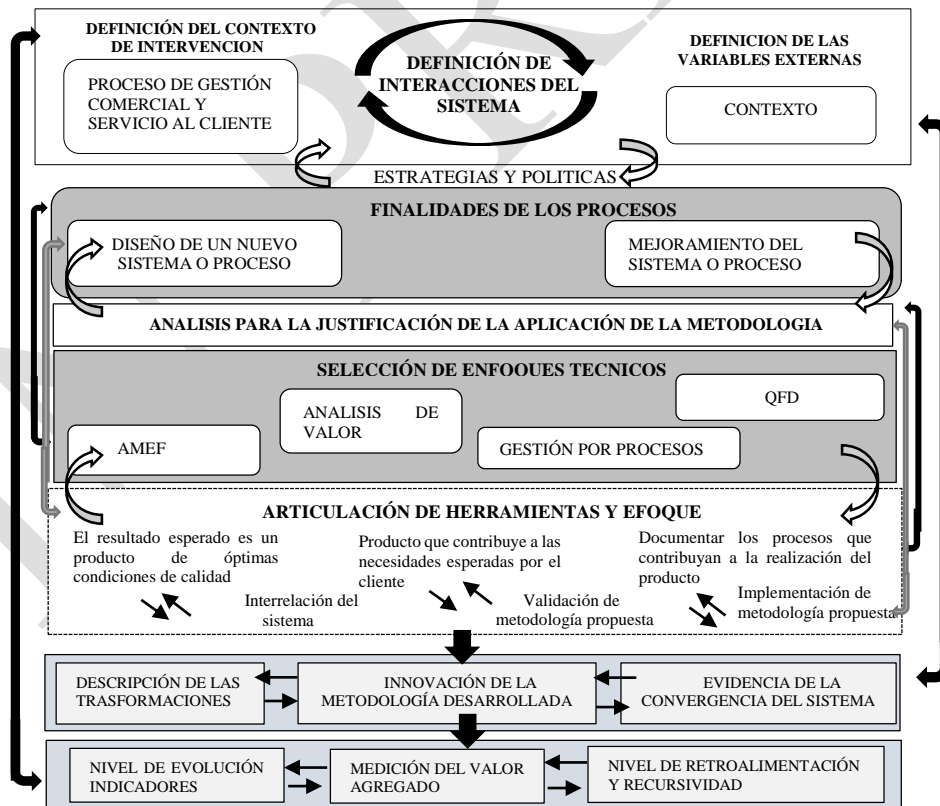 DEFINICIÓN DEL CONTEXTO
DE INTERVENCION
PROCESO DE GESTIÓN
COMERCIAL Y
SERVICIO AL CLIENTE
DEFINICIÓN DE
INTERACCIONES DEL
SISTEMA
DEFINICION DE LAS
VARIABLES EXTERNAS
CONTEXTO
ESTRATEGIAS Y POLITICAS
FINALIDADES DE LOS PROCESOS
DISEÑO DE UN NUEVO
SISTEMA O PROCESO
MEJORAMIENTO DEL
SISTEMA O PROCESO
ANALISIS PARA LA JUSTIFICACIÓN DE LA APLICACIÓN DE LA METODOLOGIA
SELECCIÓN DE ENFOQUES TECNICOS
AMEF
ANALISIS DE
VALOR
GESTIÓN POR PROCESOS
QFD
ARTICULACIÓN DE HERRAMIENTAS Y EFOQUE
El resultado esperado es un
producto de óptimas
condiciones de calidad
Producto que contribuye a las
necesidades esperadas por el
cliente
Documentar los procesos que
contribuyan a la realización del
producto
Interrelación del
sistema
Validación de
metodología propuesta
Implementación de
metodología propuesta
DESCRIPCIÓN DE LAS
TRASFORMACIONES
INNOVACIÓN DE LA
METODOLOGÍA DESARROLLADA
EVIDENCIA DE LA
CONVERGENCIA DEL SISTEMA
NIVEL DE EVOLUCIÓN
INDICADORES
MEDICIÓN DEL VALOR
AGREGADO
NIVEL DE RETROALIMENTACIÓN
Y RECURSIVIDAD